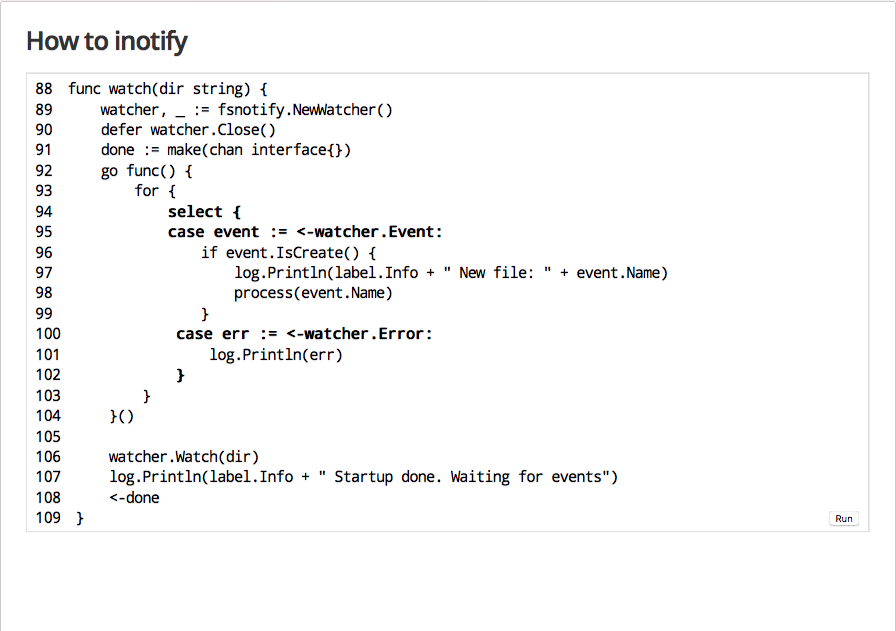 How to inotify
88 func watch(dir string) {
89     watcher, _ := fsnotify.NewWatcher()
90     defer watcher.Close()
91     done := make(chan interface{})
92     go func() {
93         for {
94             select {
95             case event := <-watcher.Event:
96                 if event.IsCreate() {
97                     log.Println(label.Info + " New file: " + event.Name)
98                     process(event.Name)
99                 }
100             case err := <-watcher.Error:
101                 log.Println(err)
102             }
103         }
104     }()
105
106     watcher.Watch(dir)
107     log.Println(label.Info + " Startup done. Waiting for events")
108     <-done
109 }
Run